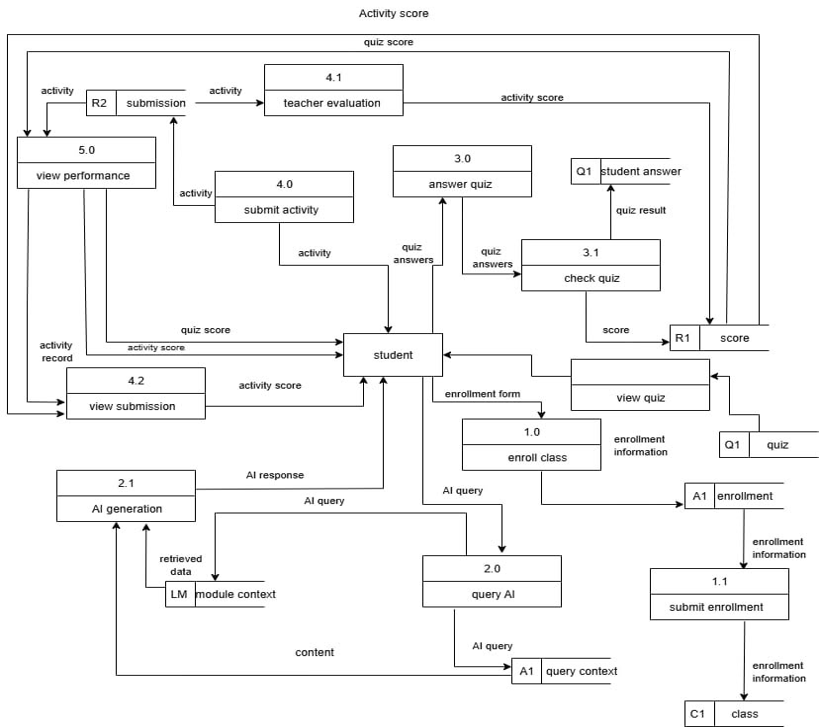 Activity score
quiz score
4.1
teacher evaluation
activity
R2 submission
activity
activity score
5.0
view performance
3.0
answer quiz
Q1 student answer
4.0
submit activity
activity
quiz result
activity
quiz
answers
quiz
answers
3.1
check quiz
quiz score
score
R1 score
activity
record
activity score
student
4.2
view submission
activity score
view quiz
enrollment form
1.0
enroll class
enrollment
information
Q1 quiz
2.1
AI generation
AI response
AI query
AI query
A1 enrollment
retrieved
data
LM module context
2.0
query AI
enrollment
information
1.1
submit enrollment
content
AI query
A1 query context
enrollment
information
C1 class